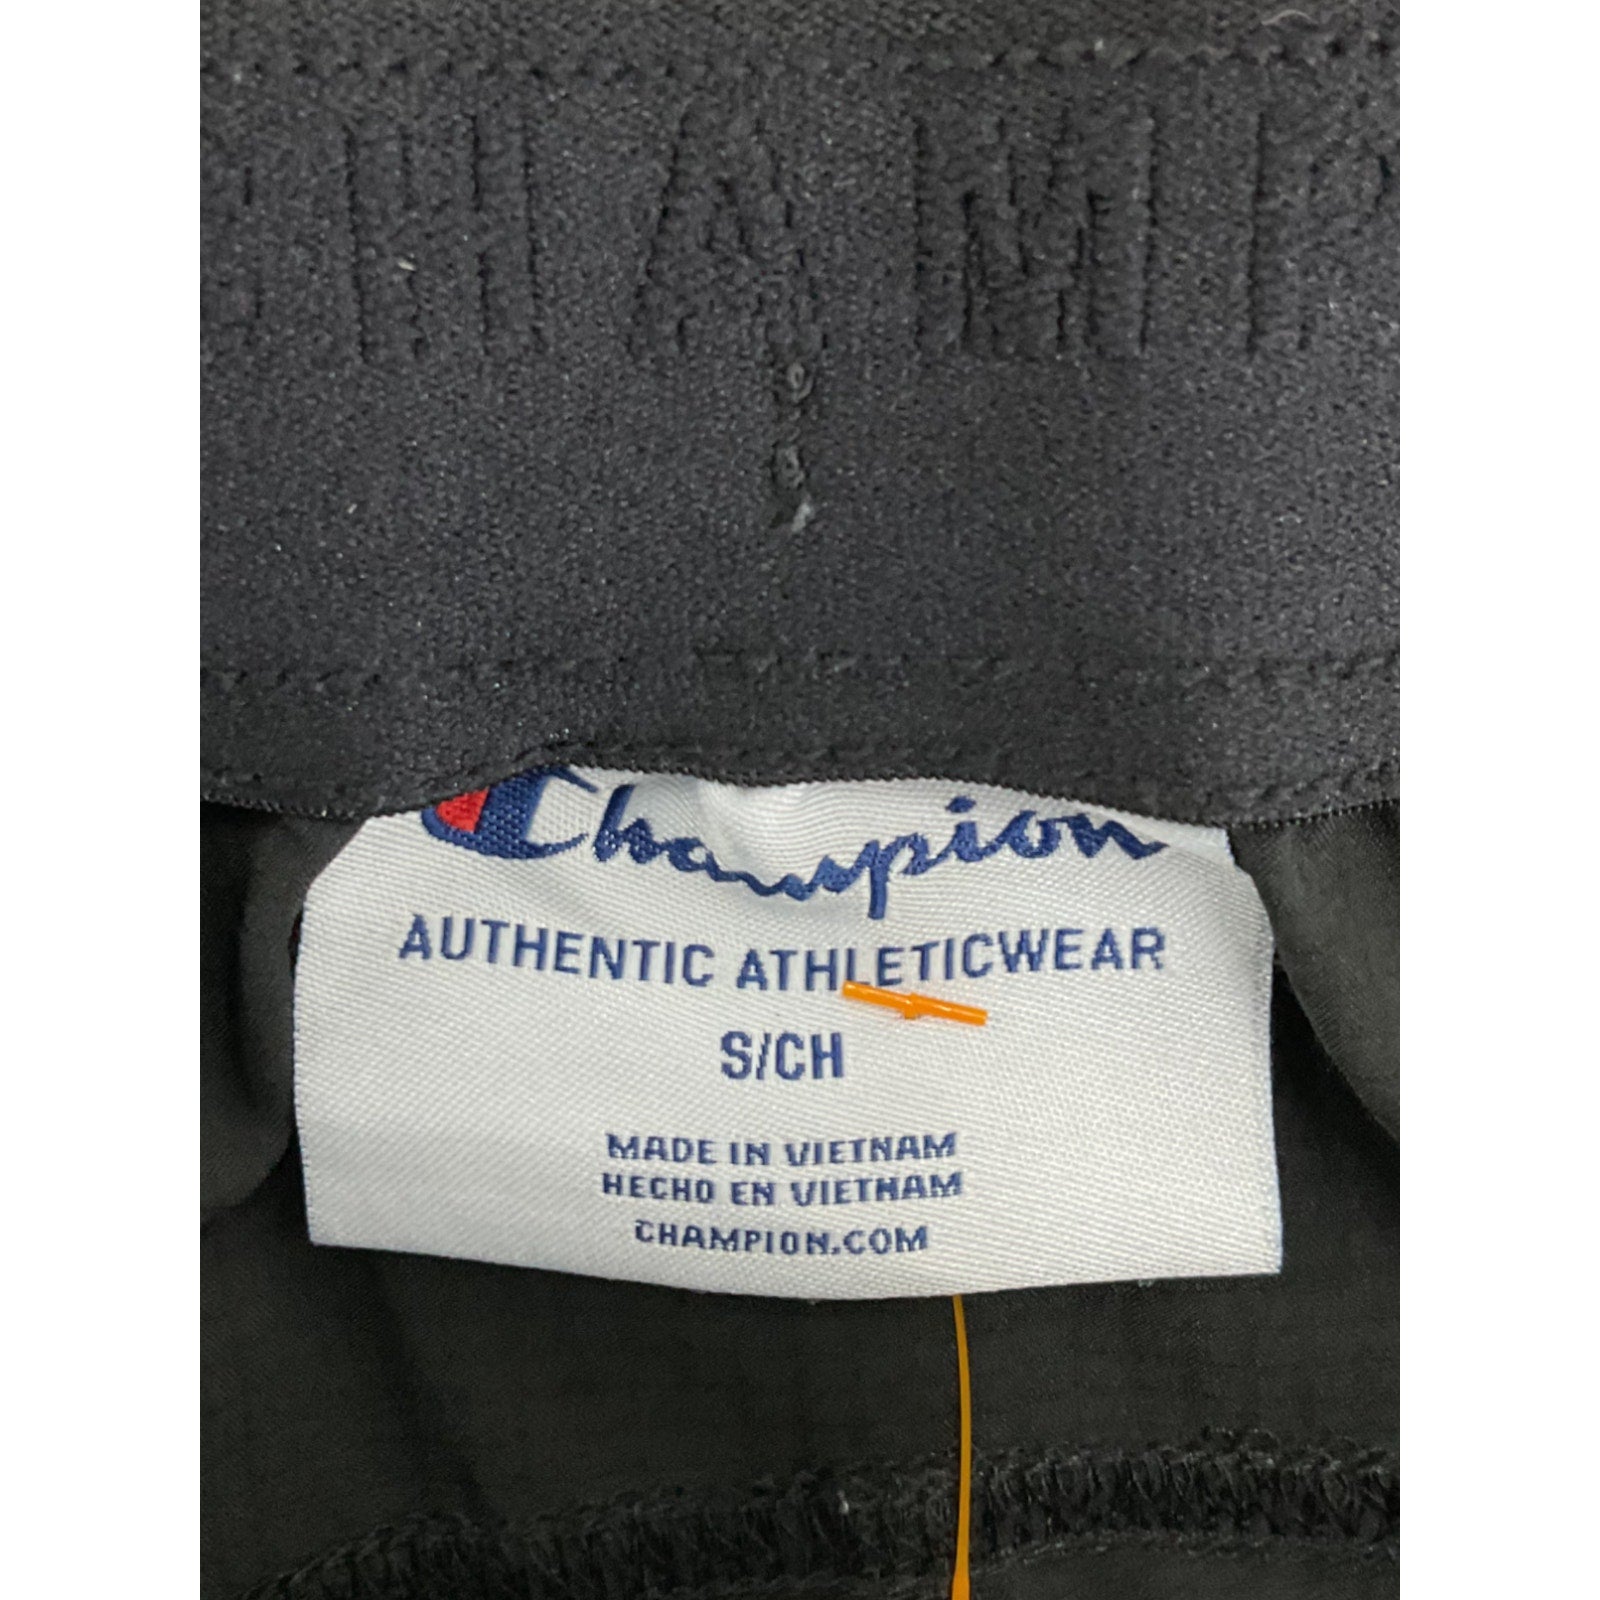 Champion
AUTHENTIC ATHLETICWEAR
S/CH
MADE IN VIETNAM
HECHO EN VIETNAM
CHAMPION.COM